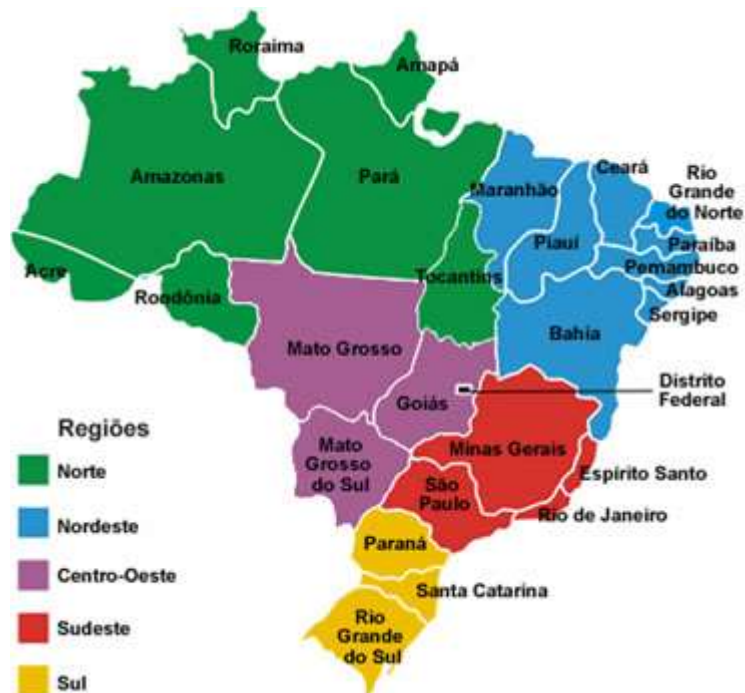 Roraima
Amapá
Amazonas
Pará
Maranhão
Ceará
Rio
Grande
do Norte
Piauí
Paraíba
Pernambuco
Acre
Rondônia
Tocantins
Alagoas
Sergipe
Bahia
Mato Grosso
Goiás
Distrito
Federal
Mato
Grosso
do Sul
Minas Gerais
Espírito Santo
São
Paulo
Rio de Janeiro
Paraná
Santa Catarina
Rio
Grande
do Sul
Regiões
Norte
Nordeste
Centro-Oeste
Sudeste
Sul